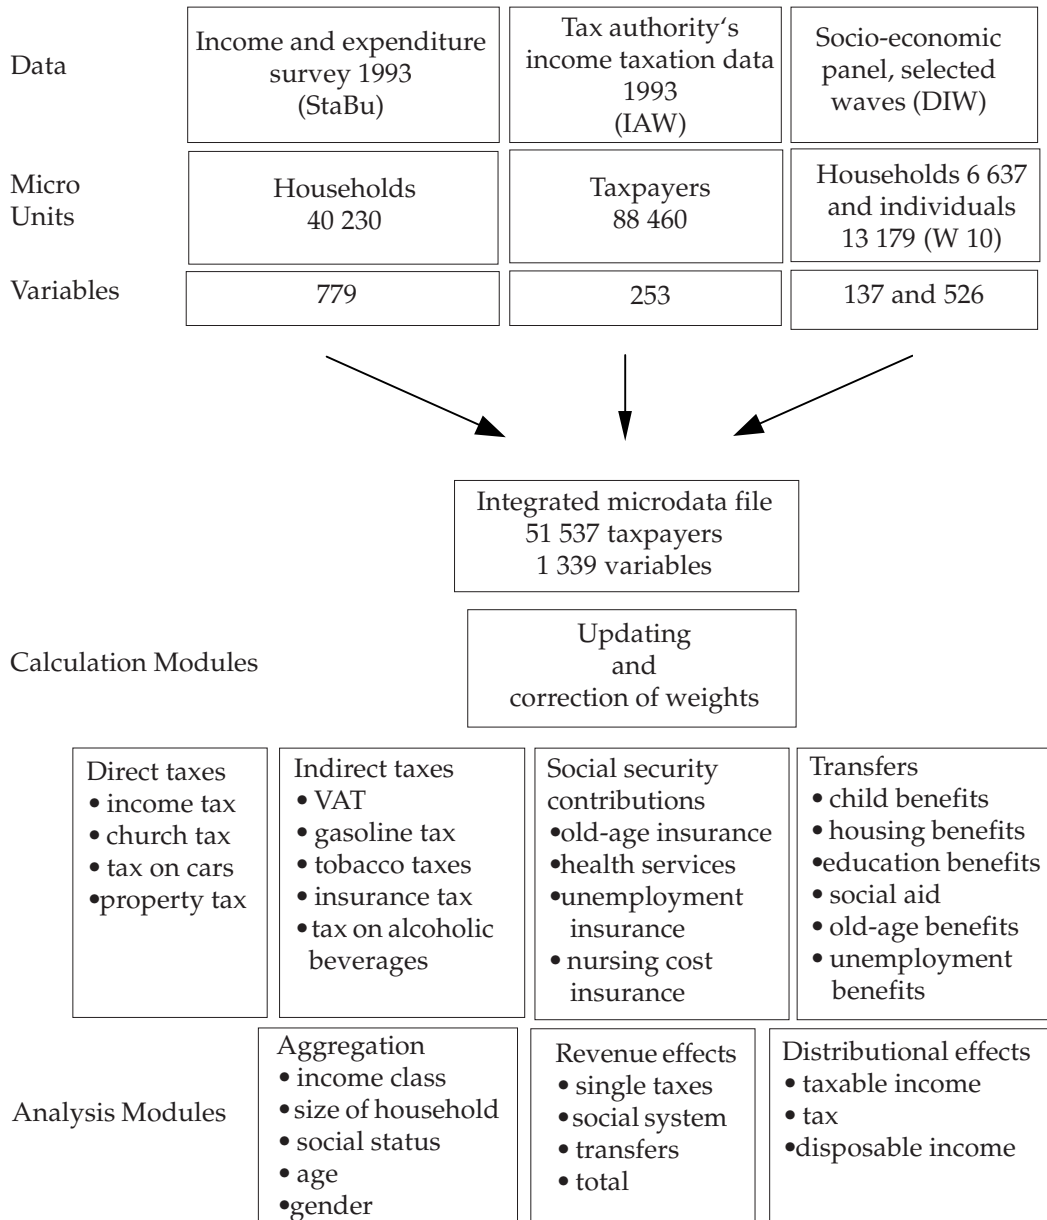 Data
Income and expenditure
survey 1993
(StaBu)
Tax authority‘s
income taxation data
1993
(IAW)
Socio-economic
panel, selected
waves (DIW)
Micro
Units
Households
40 230
Taxpayers
88 460
Households 6 637
and individuals
13 179 (W 10)
Variables
779
253
137 and 526
Integrated microdata file
51 537 taxpayers
1 339 variables
Calculation Modules
Updating
and
correction of weights
Direct taxes
• income tax
• church tax
• tax on cars
•property tax
Indirect taxes
• VAT
• gasoline tax
• tobacco taxes
• insurance tax
• tax on alcoholic
beverages
Social security
contributions
•old-age insurance
•health services
•unemployment
insurance
• nursing cost
insurance
Transfers
• child benefits
• housing benefits
•education benefits
• social aid
• old-age benefits
• unemployment
benefits
Analysis Modules
Aggregation
• income class
•size of household
• social status
• age
•gender
Revenue effects
• single taxes
•social system
• transfers
• total
Distributional effects
• taxable income
• tax
•disposable income